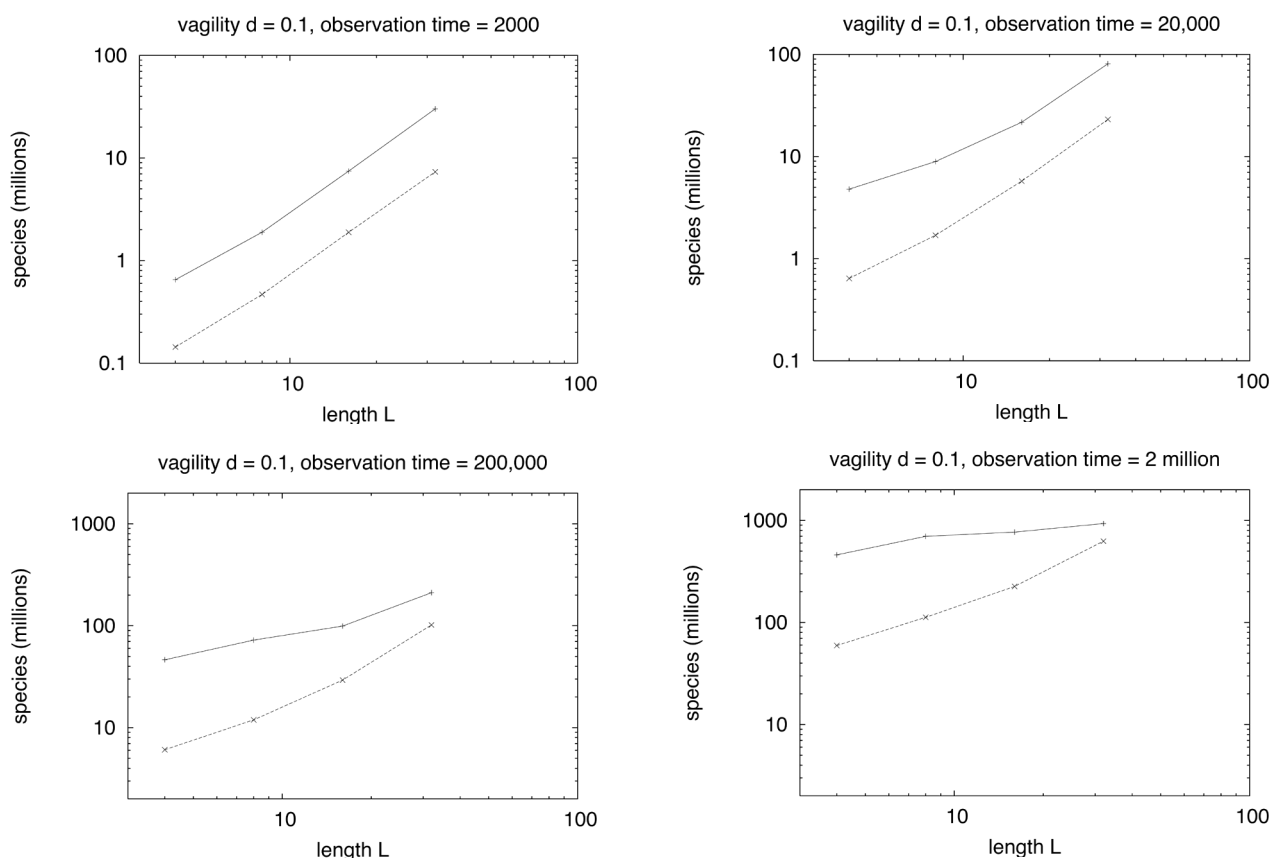 vagility d = 0.1, observation time = 2000
100
10
1
0.1
species (millions)
10
100
length L
vagility d = 0.1, observation time = 20,000
100
10
1
0.1
species (millions)
10
100
length L
vagility d = 0.1, observation time = 200,000
1000
100
10
species (millions)
10
100
length L
vagility d = 0.1, observation time = 2 million
1000
100
10
species (millions)
10
100
length L